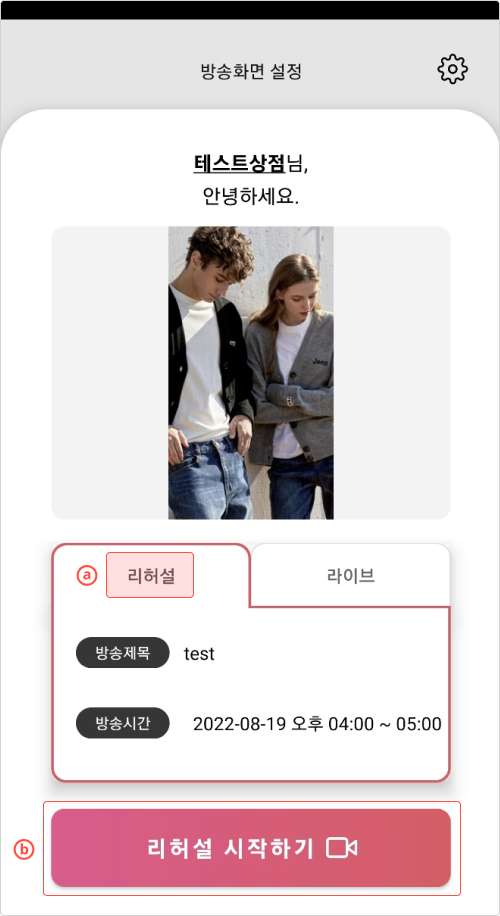 방송화면 설정
테스트상점님,
안녕하세요.
Jeep
ⓐ 리허설
라이브
방송제목 test
방송시간 2022-08-19 오후 04:00 ~ 05:00
ⓑ 리허설 시작하기